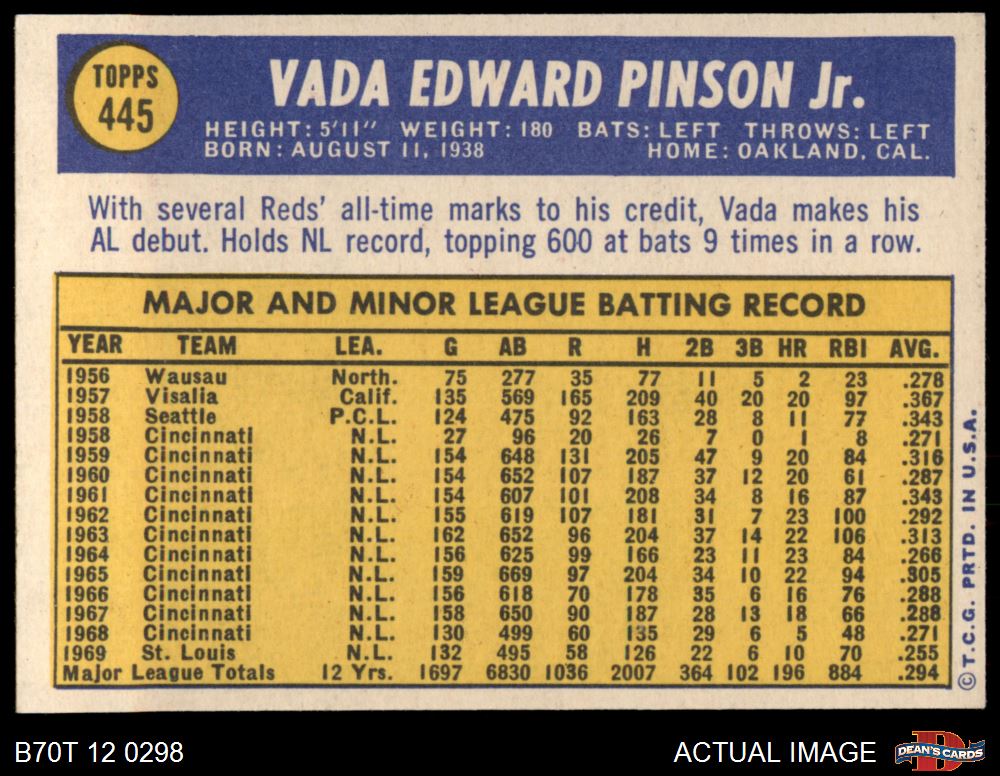 TOPPS
445
VADA EDWARD PINSON Jr.
HEIGHT: 5'11" WEIGHT: 180 BATS: LEFT THROWS: LEFT
BORN: AUGUST 11, 1938 HOME: OAKLAND, CAL.
With several Reds' all-time marks to his credit, Vada makes his
AL debut. Holds NL record, topping 600 at bats 9 times in a row.
MAJOR AND MINOR LEAGUE BATTING RECORD
YEAR TEAM LEA. G AB R H 2B 3B HR RBI AVG.
1956 Wausau North. 75 277 35 77 11 5 2 23 .278
1957 Visalia Calif. 135 569 165 209 40 20 20 97 .367
1958 Seattle P.C.L. 124 475 92 163 28 8 11 77 .343
1958 Cincinnati N.L. 27 96 20 26 7 0 1 8 .271
1959 Cincinnati N.L. 154 648 131 205 47 9 20 84 .316
1960 Cincinnati N.L. 154 652 107 187 37 12 20 61 .287
1961 Cincinnati N.L. 154 607 101 208 34 8 16 87 .343
1962 Cincinnati N.L. 155 619 107 181 31 7 23 100 .292
1963 Cincinnati N.L. 162 652 96 204 37 14 22 106 .313
1964 Cincinnati N.L. 156 625 99 166 23 11 23 84 .266
1965 Cincinnati N.L. 159 669 97 204 34 10 22 94 .305
1966 Cincinnati N.L. 156 618 70 178 35 6 16 76 .288
1967 Cincinnati N.L. 158 650 90 187 28 13 18 66 .288
1968 Cincinnati N.L. 130 499 60 135 29 6 5 48 .271
1969 St. Louis N.L. 132 495 58 126 22 6 10 70 .255
Major League Totals 12 Yrs. 1697 6830 1036 2007 364 102 196 884 .294
© T.C.G. PRTD. IN U.S.A.
B70T 12 0298 ACTUAL IMAGE DEAN'S CARDS